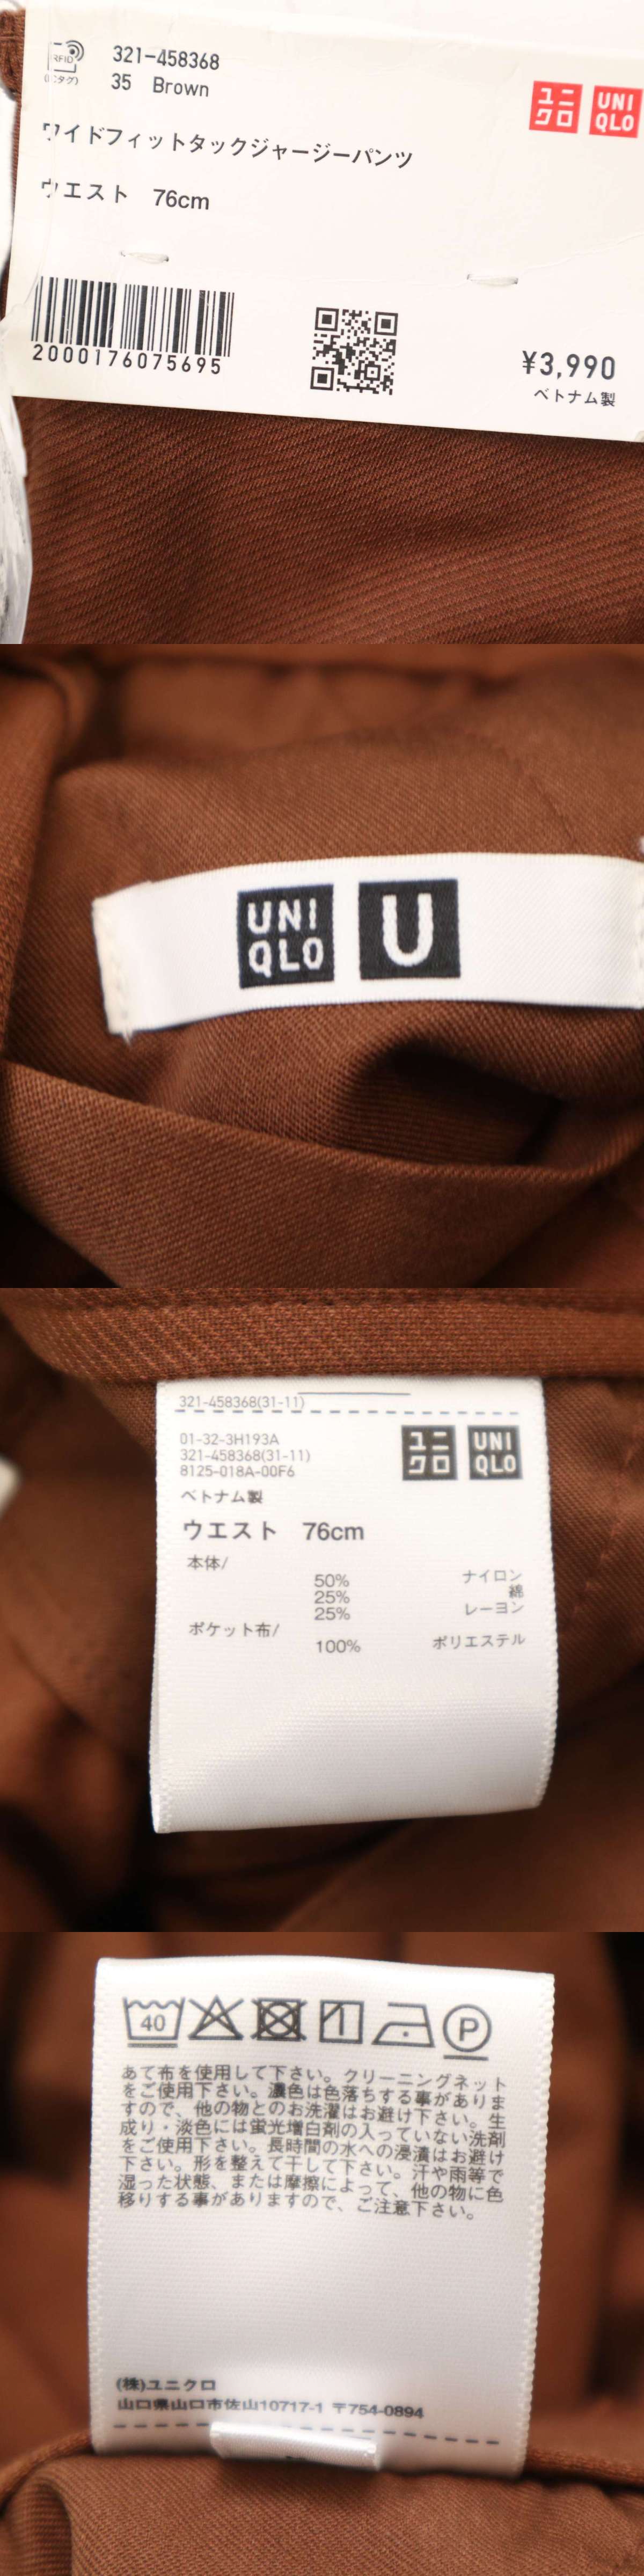 RFID
(ICタグ)
321-458368
35 Brown
ユニクロ
UNIQLO
ワイドフィットタックジャージーパンツ
ウエスト 76cm
2000176075695
¥3,990
ベトナム製
UNIQLO U
321-458368(31-11)
01-32-3H193A
321-458368(31-11)
8125-018A-00F6
ユニクロ
UNIQLO
ベトナム製
ウエスト 76cm
本体/
50% ナイロン
25% 綿
25% レーヨン
ポケット布/
100% ポリエステル
40
P
あて布を使用して下さい。クリーニングネット
をご使用下さい。濃色は色落ちする事がありま
すので、他の物とのお洗濯はお避け下さい。生
成り・淡色には蛍光増白剤の入っていない洗剤
をご使用下さい。長時間の水への浸漬はお避け
下さい。形を整えて干して下さい。汗や雨等で
湿った状態、または摩擦によって、他の物に色
移りする事がありますので、ご注意下さい。
(株)ユニクロ
山口県山口市佐山10717-1 〒754-0894